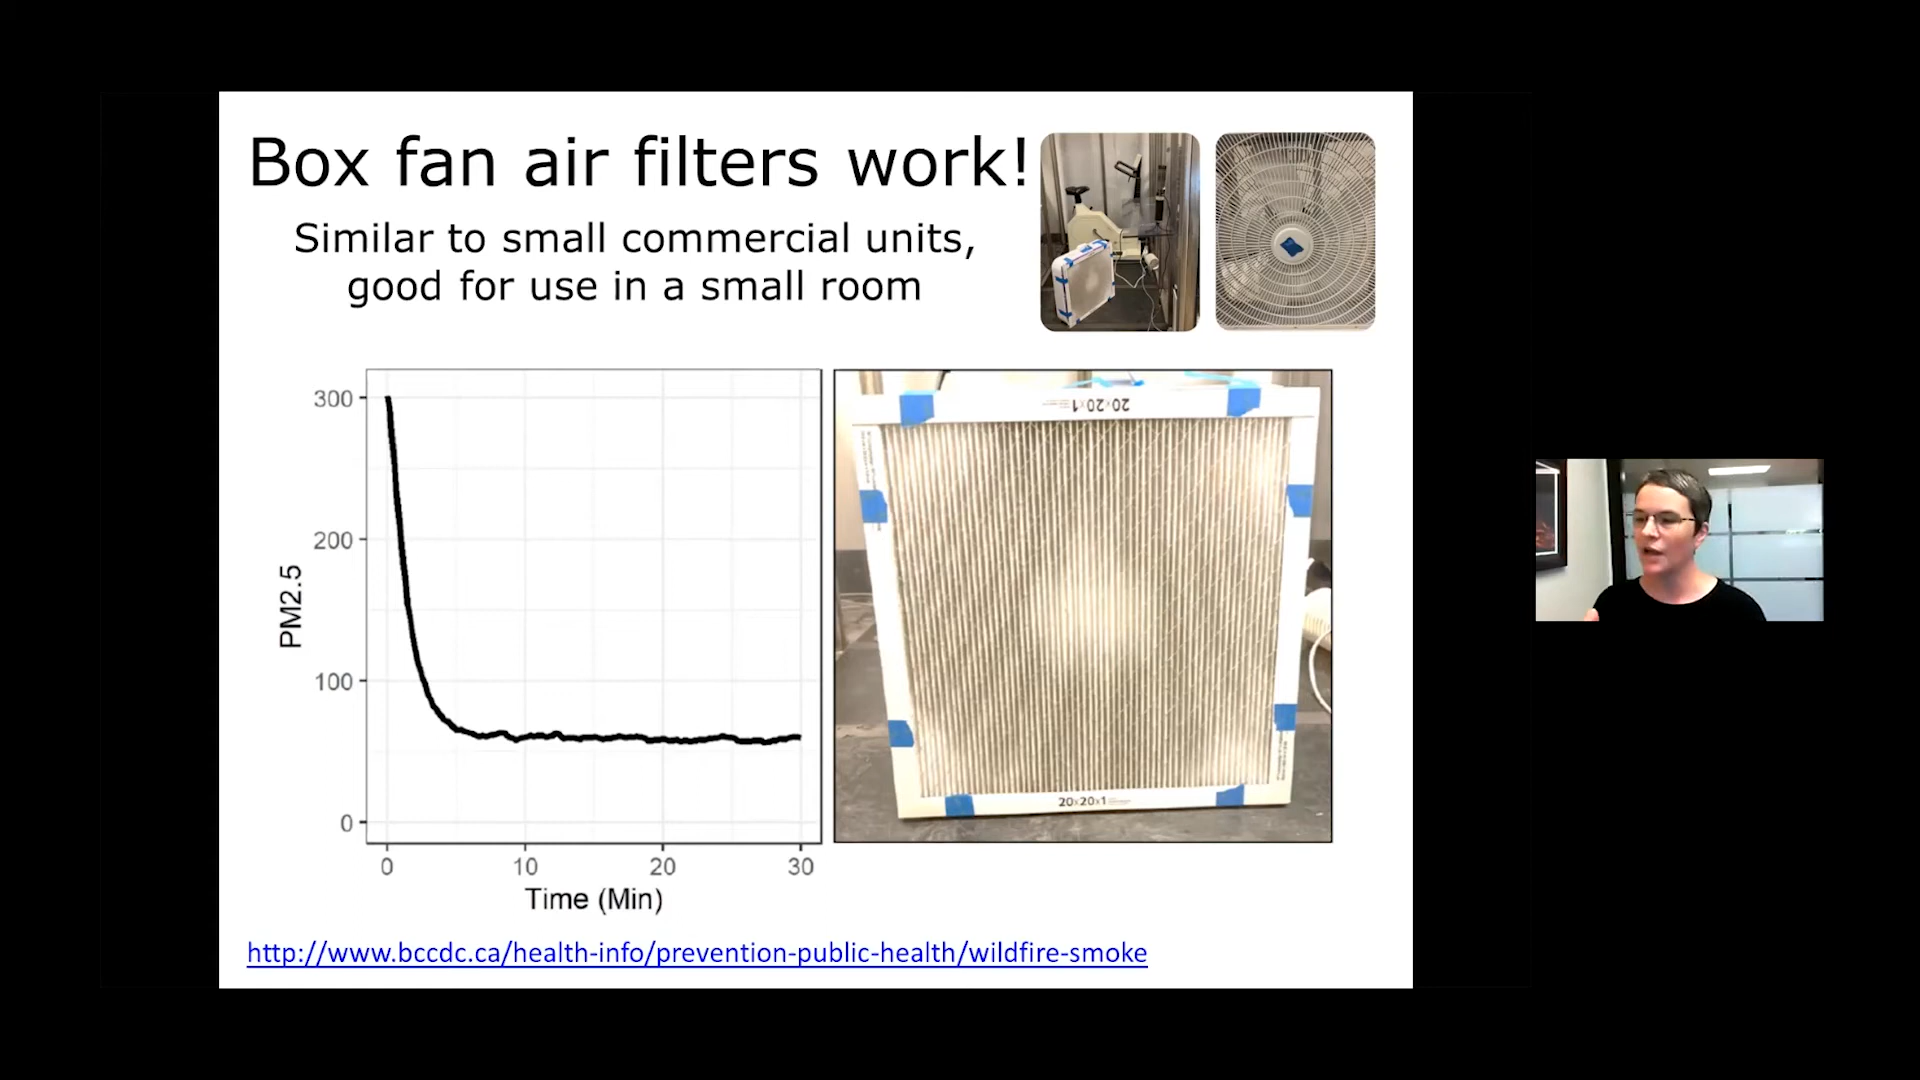 Box fan air filters work!
Similar to small commercial units,
good for use in a small room
300
200
100
0
PM2.5
0 10 20 30
Time (Min)
20x20x1
20x20x1
http://www.bccdc.ca/health-info/prevention-public-health/wildfire-smoke